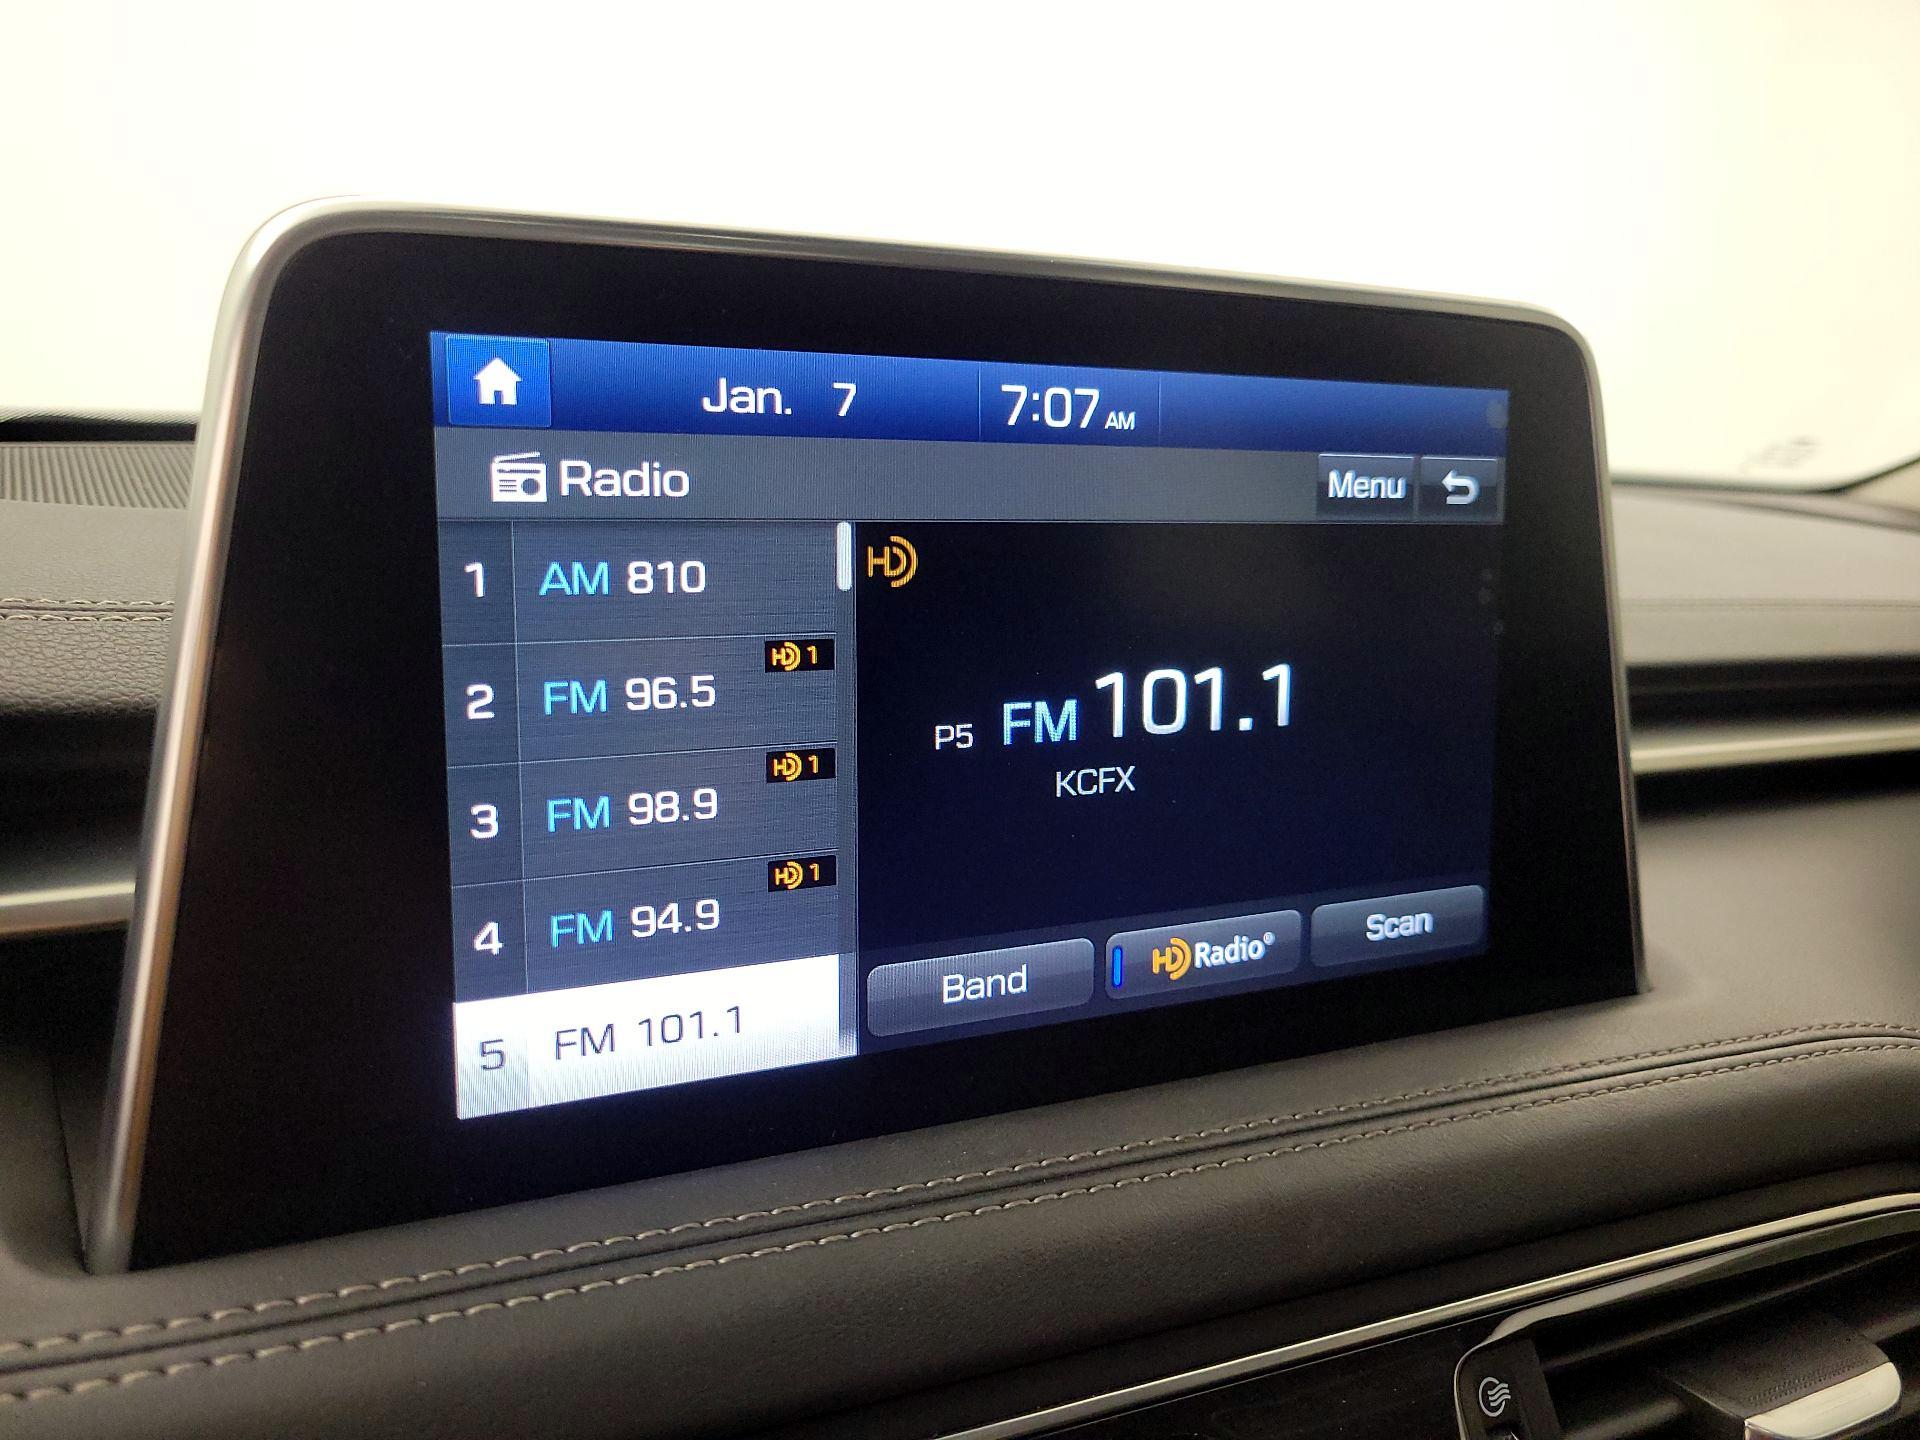 Jan. 7 7:07 AM
Radio Menu
1 AM 810
HD 1
2 FM 96.5
HD 1
3 FM 98.9
HD 1
4 FM 94.9
5 FM 101.1
HD
P5 FM 101.1
KCFX
Band HD Radio® Scan